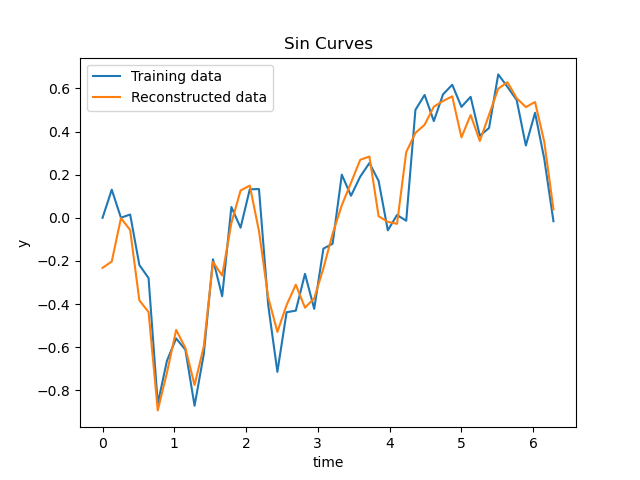 Sin Curves
Training data
Reconstructed data
0.6
0.4
0.2
0.0
−0.2
−0.4
−0.6
−0.8
y
0 1 2 3 4 5 6
time